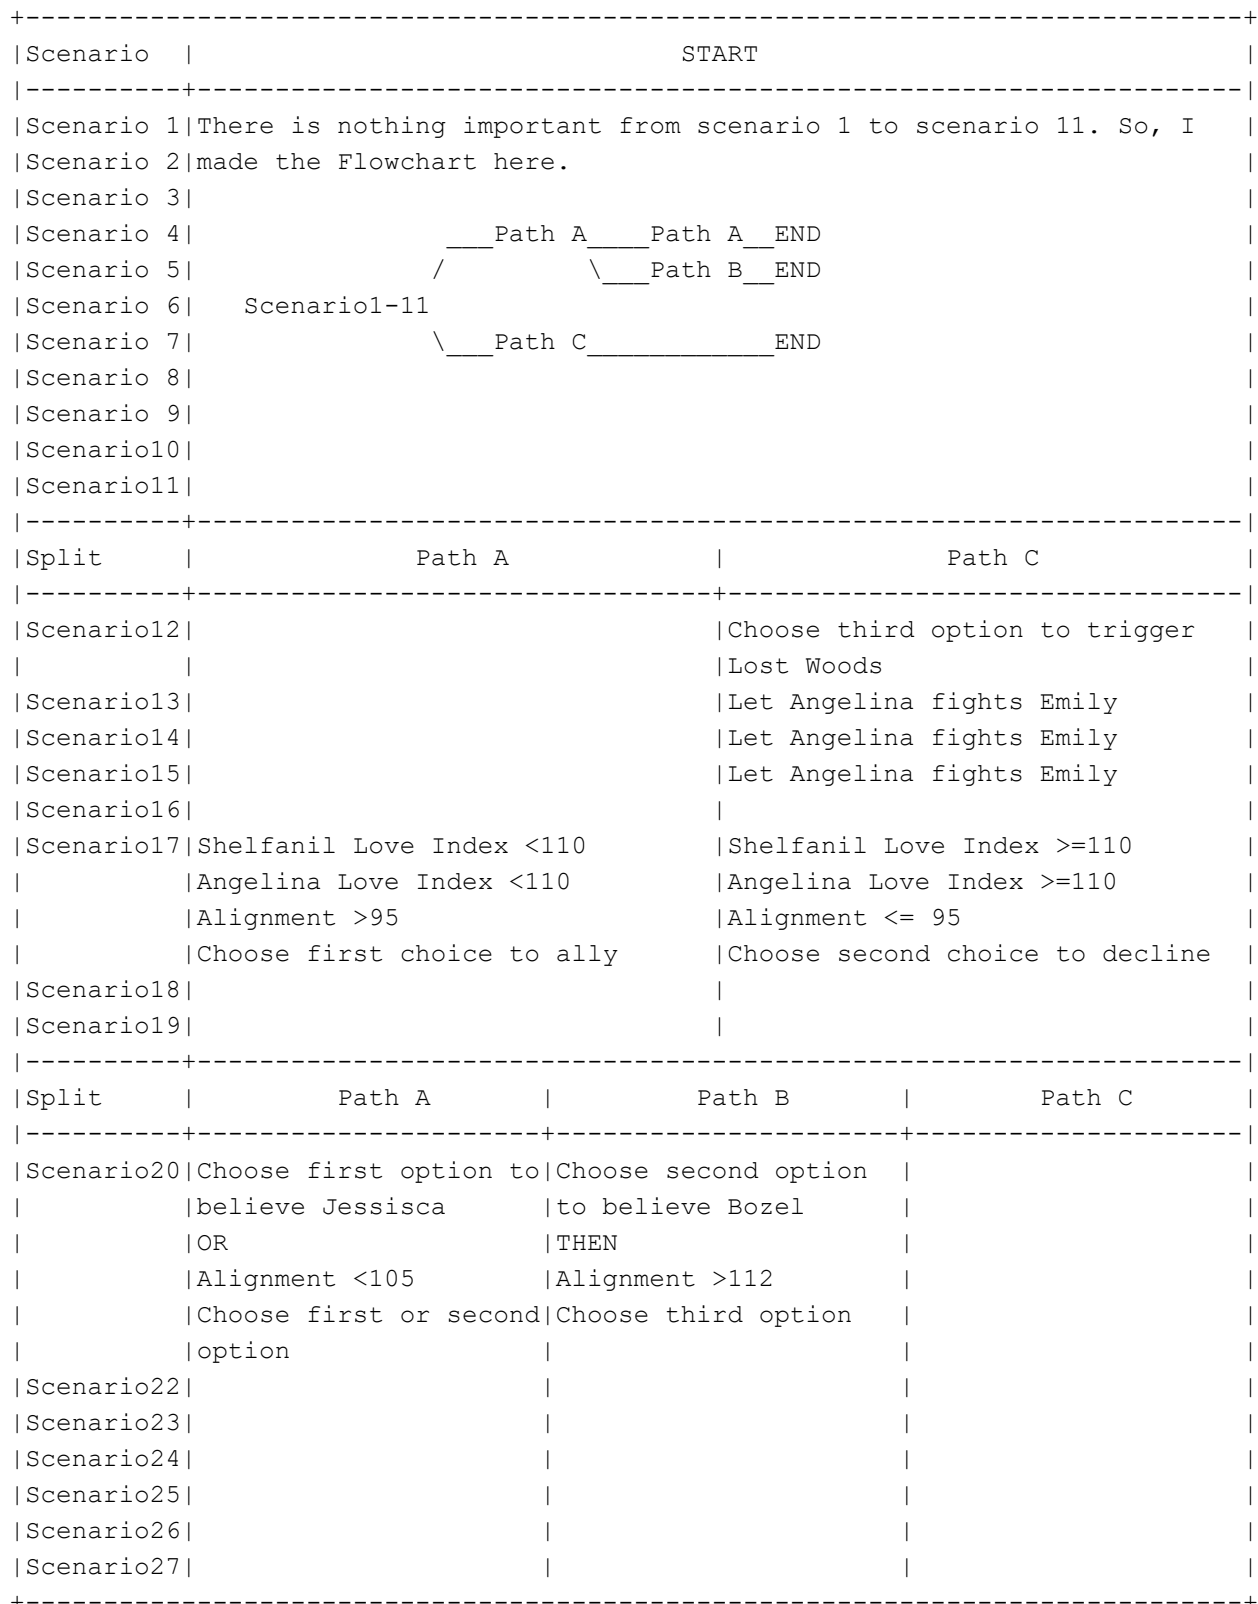 +------------------------------------------------------------------------------+
|Scenario  |                               START                               |
|----------+-------------------------------------------------------------------|
|Scenario 1|There is nothing important from scenario 1 to scenario 11. So, I   |
|Scenario 2|made the Flowchart here.                                           |
|Scenario 3|                                                                   |
|Scenario 4|                ___Path A____Path A__END                           |
|Scenario 5|               /         \___Path B__END                           |
|Scenario 6|   Scenario1-11                                                    |
|Scenario 7|               \___Path C____________END                           |
|Scenario 8|                                                                   |
|Scenario 9|                                                                   |
|Scenario10|                                                                   |
|Scenario11|                                                                   |
|----------+-------------------------------------------------------------------|
|Split     |              Path A             |              Path C             |
|----------+---------------------------------+---------------------------------|
|Scenario12|                                 |Choose third option to trigger   |
|          |                                 |Lost Woods                       |
|Scenario13|                                 |Let Angelina fights Emily        |
|Scenario14|                                 |Let Angelina fights Emily        |
|Scenario15|                                 |Let Angelina fights Emily        |
|Scenario16|                                 |                                 |
|Scenario17|Shelfanil Love Index <110        |Shelfanil Love Index >=110       |
|          |Angelina Love Index <110         |Angelina Love Index >=110        |
|          |Alignment >95                    |Alignment <= 95                  |
|          |Choose first choice to ally      |Choose second choice to decline  |
|Scenario18|                                 |                                 |
|Scenario19|                                 |                                 |
|----------+-------------------------------------------------------------------|
|Split     |         Path A       |         Path B       |        Path C       |
|----------+----------------------+----------------------+---------------------|
|Scenario20|Choose first option to|Choose second option  |                     |
|          |believe Jessisca      |to believe Bozel      |                     |
|          |OR                    |THEN                  |                     |
|          |Alignment <105        |Alignment >112        |                     |
|          |Choose first or second|Choose third option   |                     |
|          |option                |                      |                     |
|Scenario22|                      |                      |                     |
|Scenario23|                      |                      |                     |
|Scenario24|                      |                      |                     |
|Scenario25|                      |                      |                     |
|Scenario26|                      |                      |                     |
|Scenario27|                      |                      |                     |
+------------------------------------------------------------------------------+